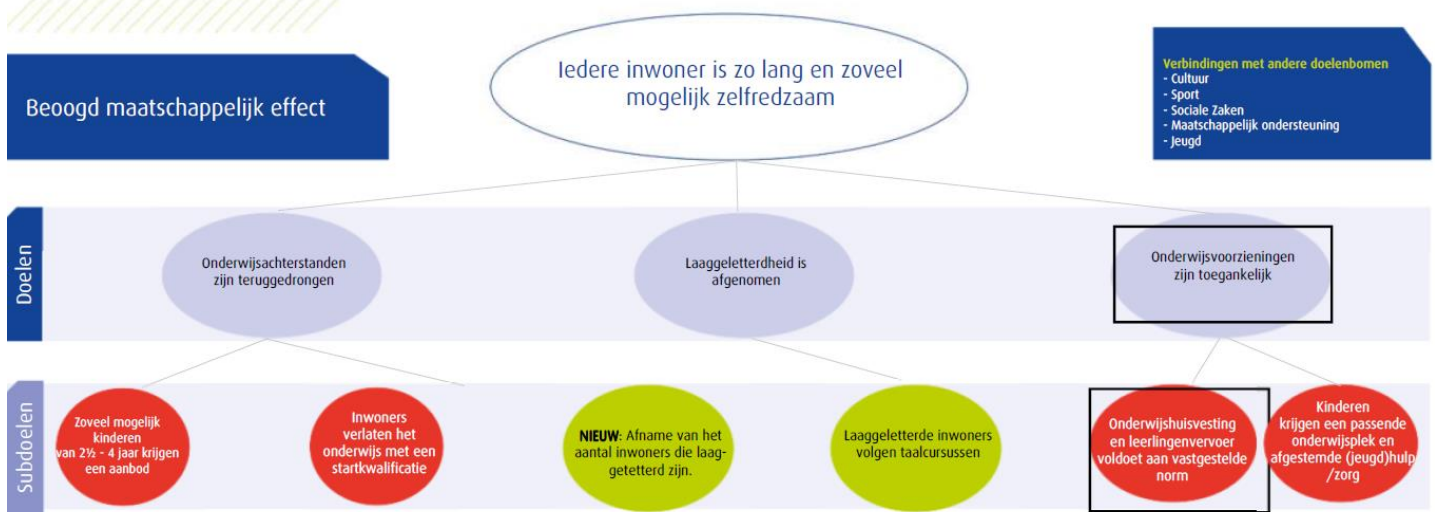 Beoogd maatschappelijk effect
Iedere inwoner is zo lang en zoveel
mogelijk zelfredzaam
Verbindingen met andere doelenbomen
- Cultuur
- Sport
- Sociale Zaken
- Maatschappelijk ondersteuning
- Jeugd
Doelen
Onderwijsachterstanden
zijn teruggedrongen
Laaggeletterdheid is
afgenomen
Onderwijsvoorzieningen
zijn toegankelijk
Subdoelen
Zoveel mogelijk
kinderen
van 2½ - 4 jaar krijgen
een aanbod
Inwoners
verlaten het
onderwijs met een
startkwalificatie
NIEUW: Afname van het
aantal inwoners die laag-
getetterd zijn.
Laaggeletterde inwoners
volgen taalcursussen
Onderwijshuisvesting
en leerlingenvervoer
voldoet aan vastgestelde
norm
Kinderen
krijgen een passende
onderwijsplek en
afgestemde (jeugd)hulp
/zorg